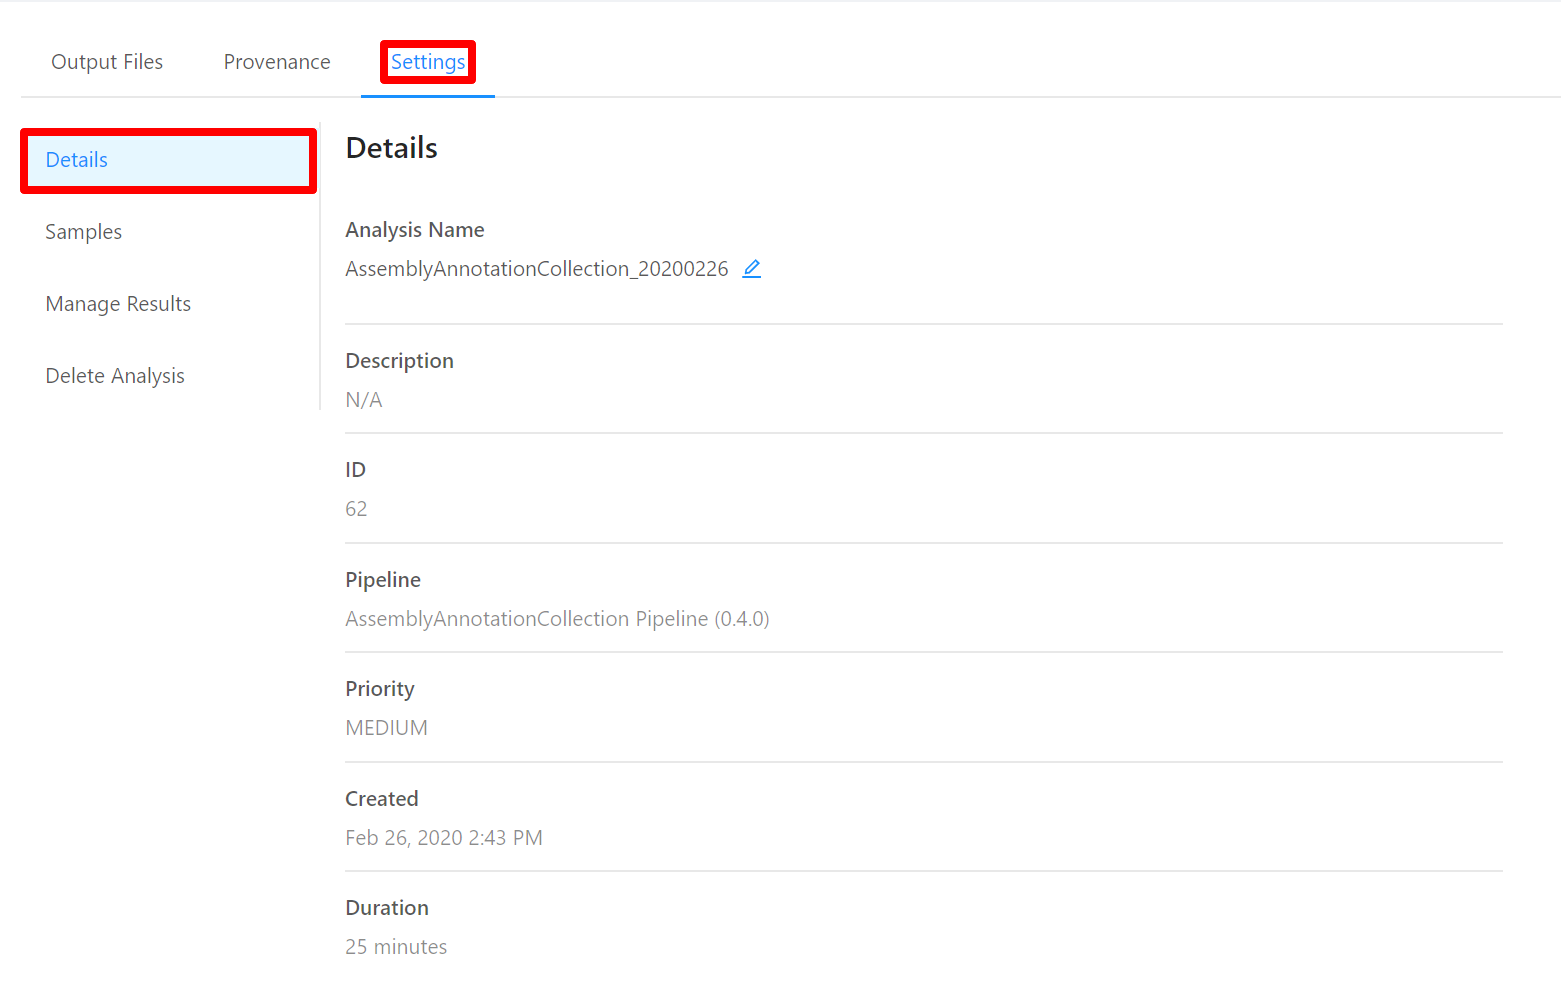 Output Files Provenance Settings
Details
Samples
Manage Results
Delete Analysis
Details
Analysis Name
AssemblyAnnotationCollection_20200226
Description
N/A
ID
62
Pipeline
AssemblyAnnotationCollection Pipeline (0.4.0)
Priority
MEDIUM
Created
Feb 26, 2020 2:43 PM
Duration
25 minutes